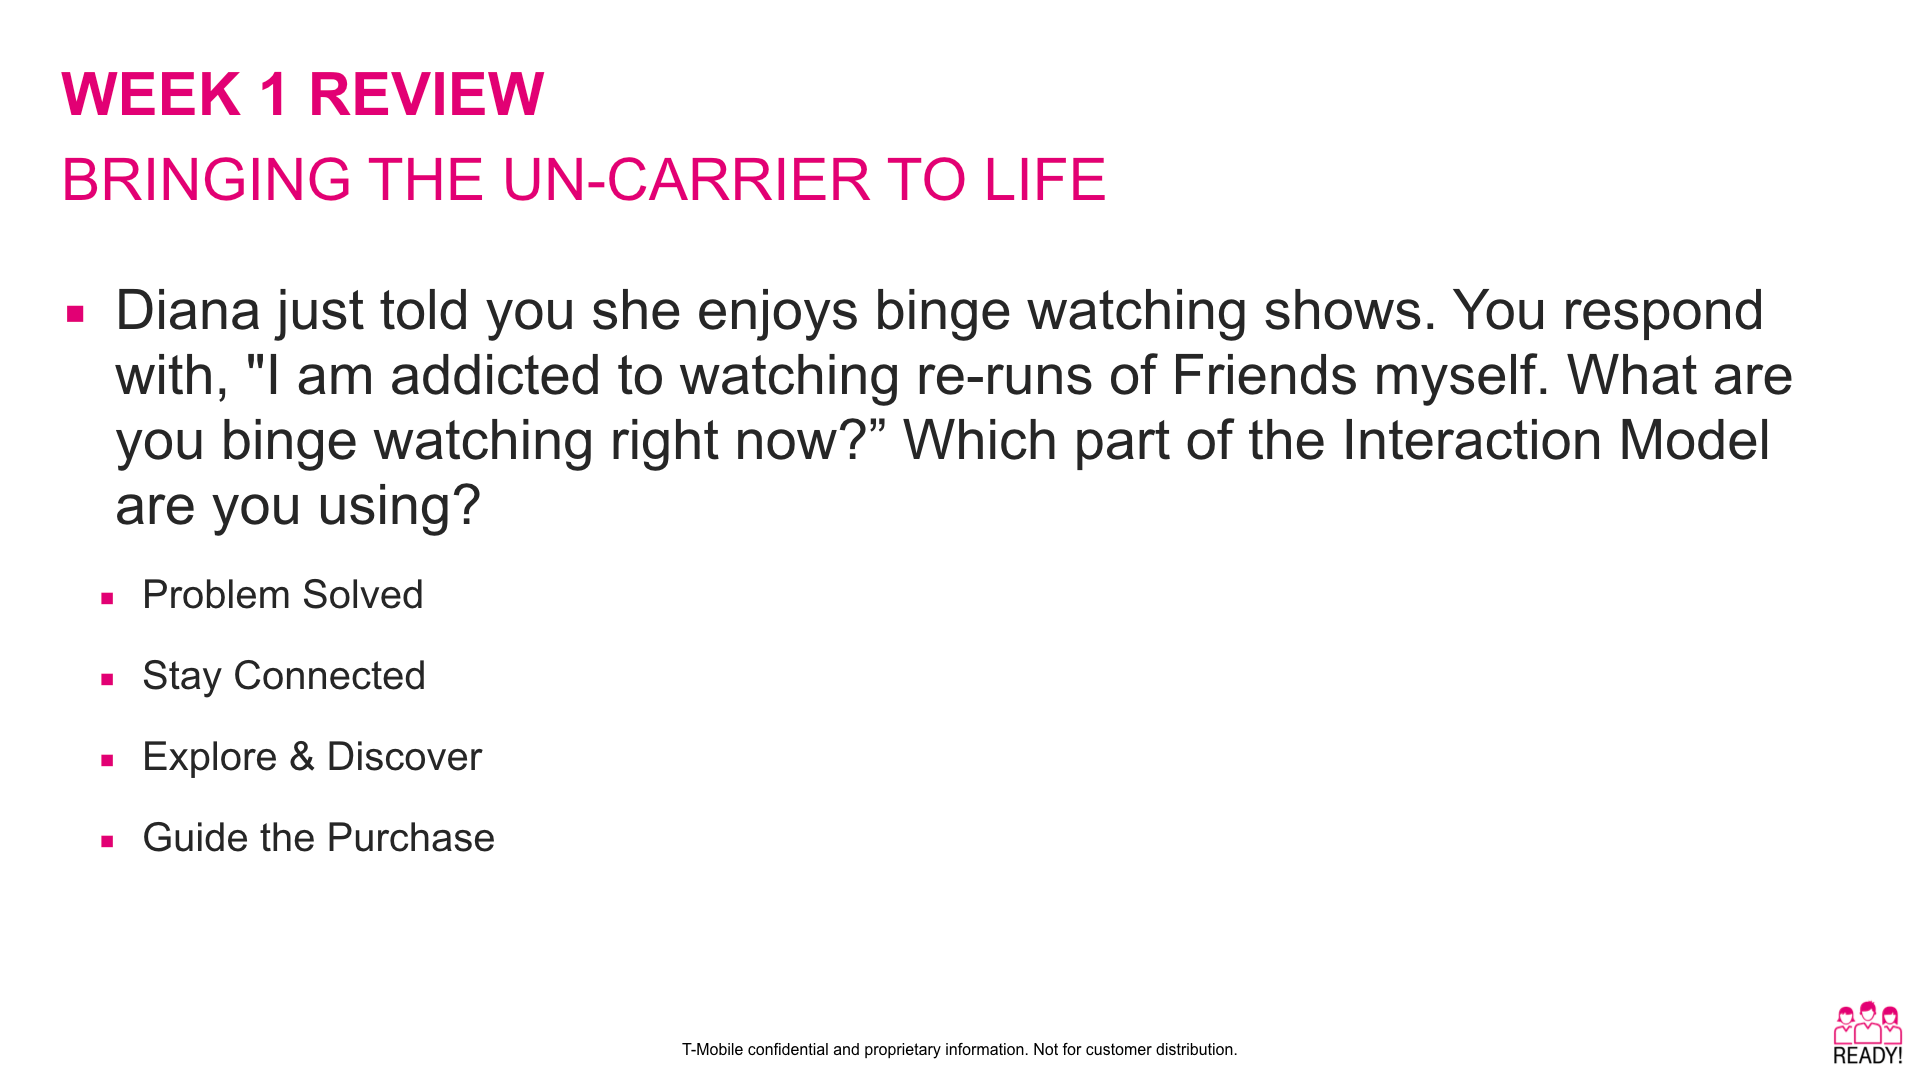 WEEK 1 REVIEW
BRINGING THE UN-CARRIER TO LIFE
Diana just told you she enjoys binge watching shows. You respond
with, "I am addicted to watching re-runs of Friends myself. What are
you binge watching right now?” Which part of the Interaction Model
are you using?
Problem Solved
Stay Connected
Explore & Discover
Guide the Purchase
T-Mobile confidential and proprietary information. Not for customer distribution.
READY!